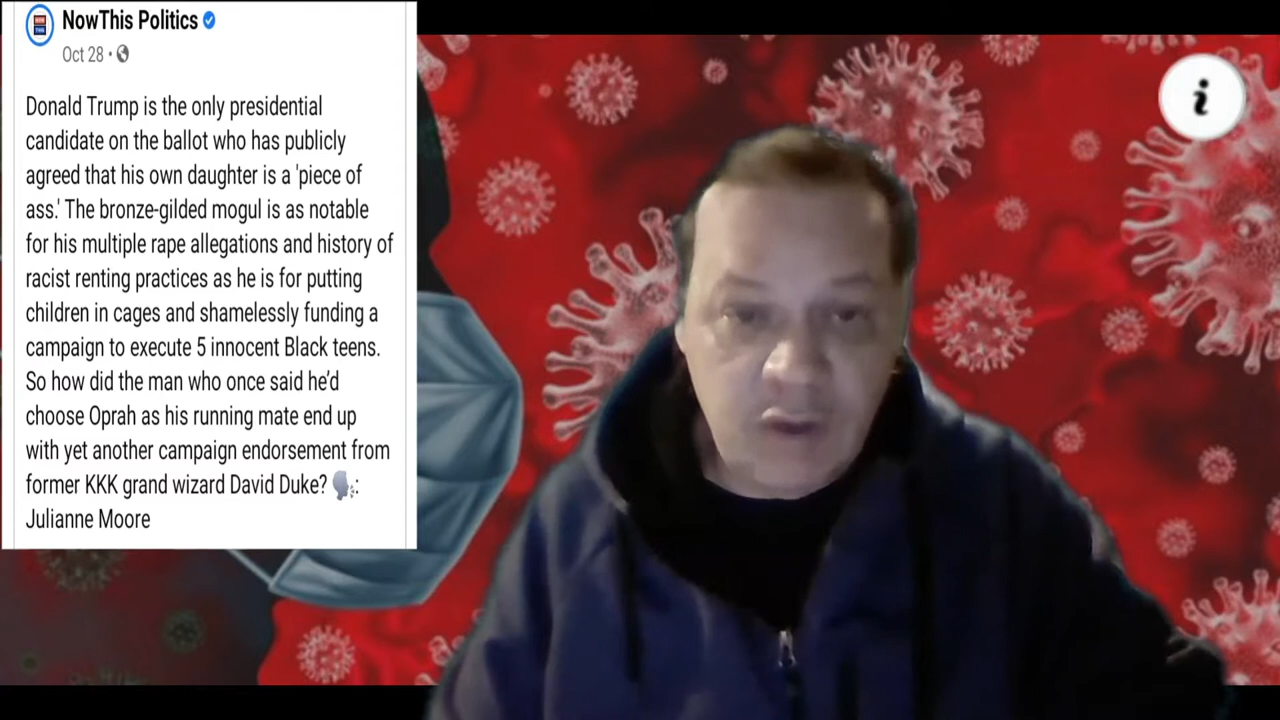 NowThis Politics
Oct 28 •
Donald Trump is the only presidential
candidate on the ballot who has publicly
agreed that his own daughter is a 'piece of
ass.' The bronze-gilded mogul is as notable
for his multiple rape allegations and history of
racist renting practices as he is for putting
children in cages and shamelessly funding a
campaign to execute 5 innocent Black teens.
So how did the man who once said he’d
choose Oprah as his running mate end up
with yet another campaign endorsement from
former KKK grand wizard David Duke? 🗣️:
Julianne Moore
i